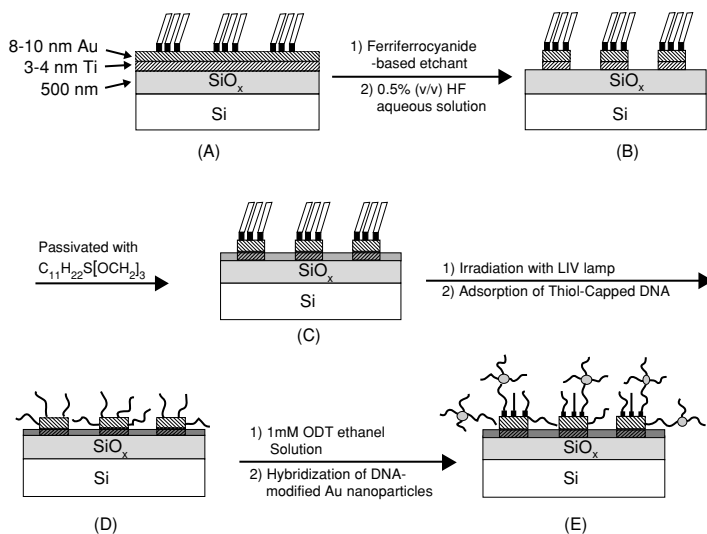 8-10 nm Au
3-4 nm Ti
500 nm
SiOx
Si
(A)
1) Ferriferrocyanide
-based etchant
2) 0.5% (v/v) HF
aqueous solution
SiOx
Si
(B)
Passivated with
C11H22S[OCH2]3
SiOx
Si
(C)
1) Irradiation with LIV lamp
2) Adsorption of Thiol-Capped DNA
SiOx
Si
(D)
1) 1mM ODT ethanel
Solution
2) Hybridization of DNA-
modified Au nanoparticles
SiOx
Si
(E)